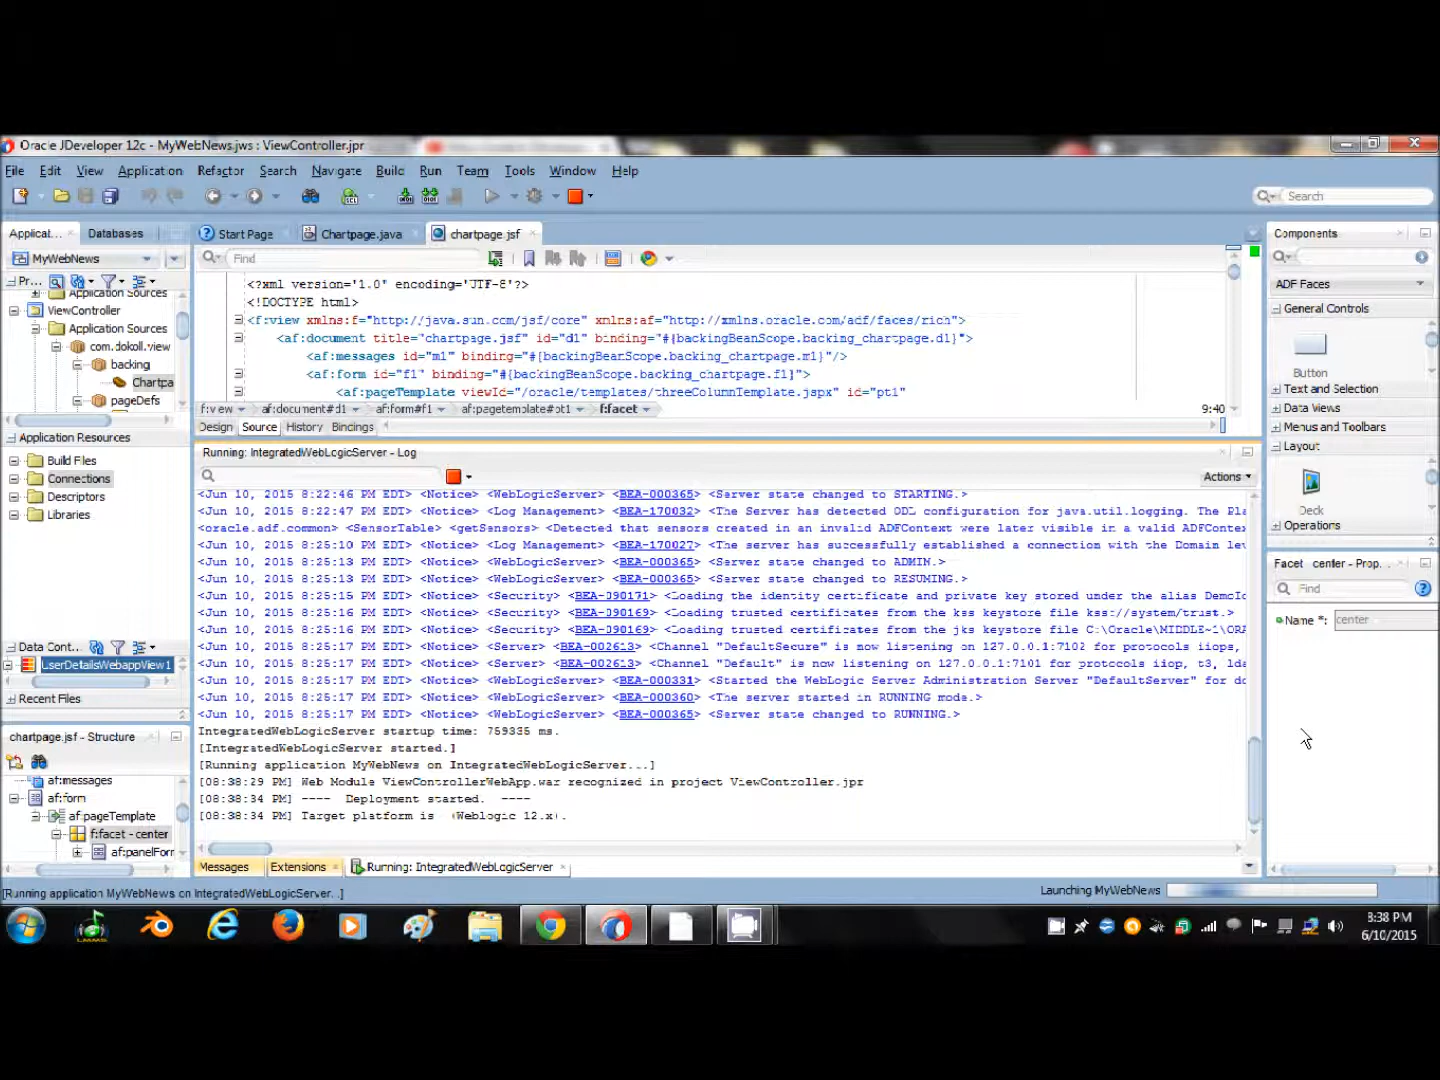 Oracle JDeveloper 12c - MyWebNews.jws : ViewController.jpr
File Edit View Application Refactor Search Navigate Build Run Team Tools Window Help
Search
Applicat... Databases
Start Page Chartpage.java chartpage.jsf
MyWebNews
Find
Pr...
Application Sources
ViewController
Application Sources
com.dokoll.view
backing
Chartpa
pageDefs
<?xml version='1.0' encoding='UTF-8'?>
<!DOCTYPE html>
<f:view xmlns:f="http://java.sun.com/jsf/core" xmlns:af="http://xmlns.oracle.com/adf/faces/rich">
<af:document title="chartpage.jsf" id="d1" binding="#{backingBeanScope.backing_chartpage.d1}">
<af:messages id="m1" binding="#{backingBeanScope.backing_chartpage.m1}"/>
<af:form id="f1" binding="#{backingBeanScope.backing_chartpage.f1}">
<af:pageTemplate viewId="/oracle/templates/threeColumnTemplate.jspx" id="pt1"
f:view af:document#d1 af:form#f1 af:pagetemplate#pt1 f:facet
9:40
Design Source History Bindings
Application Resources
Build Files
Connections
Descriptors
Libraries
Data Cont...
UserDetailsWebappView1
Recent Files
chartpage.jsf - Structure
af:messages
af:form
af:pageTemplate
f:facet - center
af:panelForr
Running: IntegratedWebLogicServer - Log
Actions
<Jun 10, 2015 8:22:46 PM EDT> <Notice> <WebLogicServer> <BEA-000365> <Server state changed to STARTING.>
<Jun 10, 2015 8:22:47 PM EDT> <Notice> <Log Management> <BEA-170032> <The Server has detected ODL configuration for java.util.logging. The Pla
<oracle.adf.common> <SensorTable> <getSensors> <Detected that sensors created in an invalid ADFContext were later visible in a valid ADFContex
<Jun 10, 2015 8:25:10 PM EDT> <Notice> <Log Management> <BEA-170027> <The server has successfully established a connection with the Domain lev
<Jun 10, 2015 8:25:13 PM EDT> <Notice> <WebLogicServer> <BEA-000365> <Server state changed to ADMIN.>
<Jun 10, 2015 8:25:13 PM EDT> <Notice> <WebLogicServer> <BEA-000365> <Server state changed to RESUMING.>
<Jun 10, 2015 8:25:15 PM EDT> <Notice> <Security> <BEA-090171> <Loading the identity certificate and private key stored under the alias DemoId
<Jun 10, 2015 8:25:16 PM EDT> <Notice> <Security> <BEA-090169> <Loading trusted certificates from the kss keystore file kss://system/trust.>
<Jun 10, 2015 8:25:16 PM EDT> <Notice> <Security> <BEA-090169> <Loading trusted certificates from the jks keystore file C:\Oracle\MIDDLE~1\ORA
<Jun 10, 2015 8:25:17 PM EDT> <Notice> <Server> <BEA-002613> <Channel "DefaultSecure" is now listening on 127.0.0.1:7102 for protocols iiops,
<Jun 10, 2015 8:25:17 PM EDT> <Notice> <Server> <BEA-002613> <Channel "Default" is now listening on 127.0.0.1:7101 for protocols iiop, t3, lda
<Jun 10, 2015 8:25:17 PM EDT> <Notice> <WebLogicServer> <BEA-000331> <Started the WebLogic Server Administration Server "DefaultServer" for do
<Jun 10, 2015 8:25:17 PM EDT> <Notice> <WebLogicServer> <BEA-000360> <The server started in RUNNING mode.>
<Jun 10, 2015 8:25:17 PM EDT> <Notice> <WebLogicServer> <BEA-000365> <Server state changed to RUNNING.>
IntegratedWebLogicServer startup time: 759335 ms.
[IntegratedWebLogicServer started.]
[Running application MyWebNews on IntegratedWebLogicServer...]
[08:38:29 PM] Web Module ViewControllerWebApp.war recognized in project ViewController.jpr
[08:38:34 PM] ---- Deployment started. ----
[08:38:34 PM] Target platform is (Weblogic 12.x).
Messages Extensions Running: IntegratedWebLogicServer
Components
ADF Faces
General Controls
Button
Text and Selection
Data Views
Menus and Toolbars
Layout
Deck
Operations
Facet center - Prop...
Find
Name *: center
[Running application MyWebNews on IntegratedWebLogicServer...]
Launching MyWebNews
LMMS
3:38 PM
6/10/2015